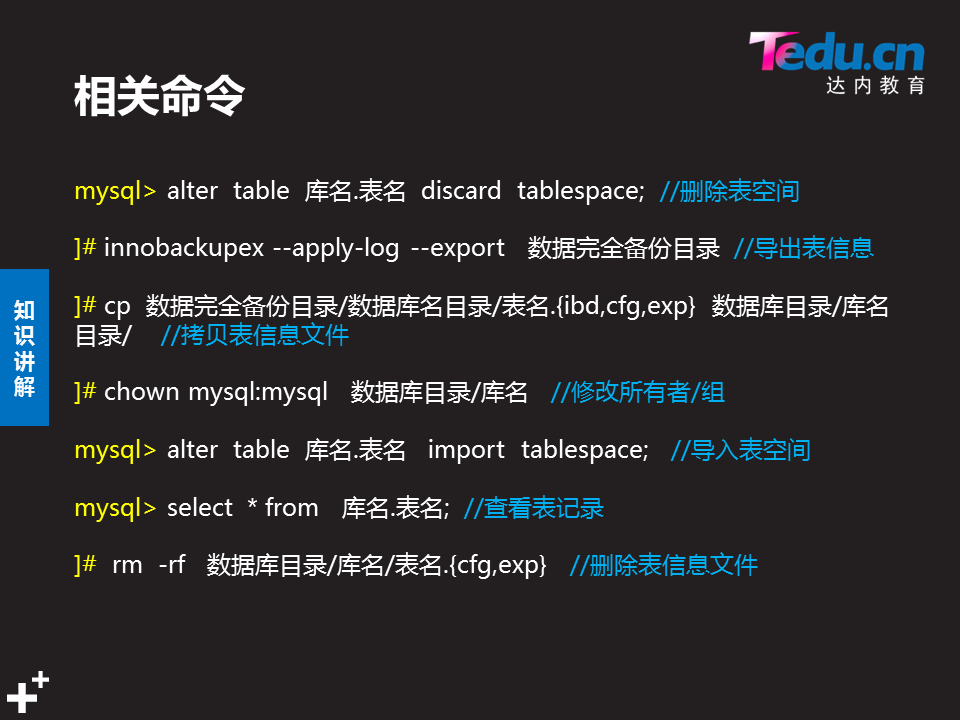 Tedu.cn
达内教育
相关命令
mysql> alter table 库名.表名 discard tablespace; //删除表空间
]# innobackupex --apply-log --export 数据完全备份目录 //导出表信息
]# cp 数据完全备份目录/数据库名目录/表名.{ibd,cfg,exp} 数据库目录/库名
目录/ //拷贝表信息文件
]# chown mysql:mysql 数据库目录/库名 //修改所有者/组
mysql> alter table 库名.表名 import tablespace; //导入表空间
mysql> select * from 库名.表名; //查看表记录
]# rm -rf 数据库目录/库名/表名.{cfg,exp} //删除表信息文件
知
识
讲
解